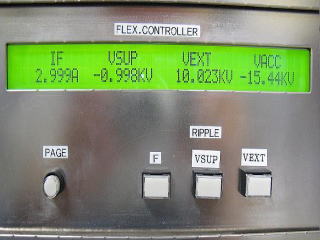 FLEX.CONTROLLER
IF VSUP VEXT VACC
2.999A -0.998KV 10.023KV -15.44KV
RIPPLE
PAGE F VSUP VEXT